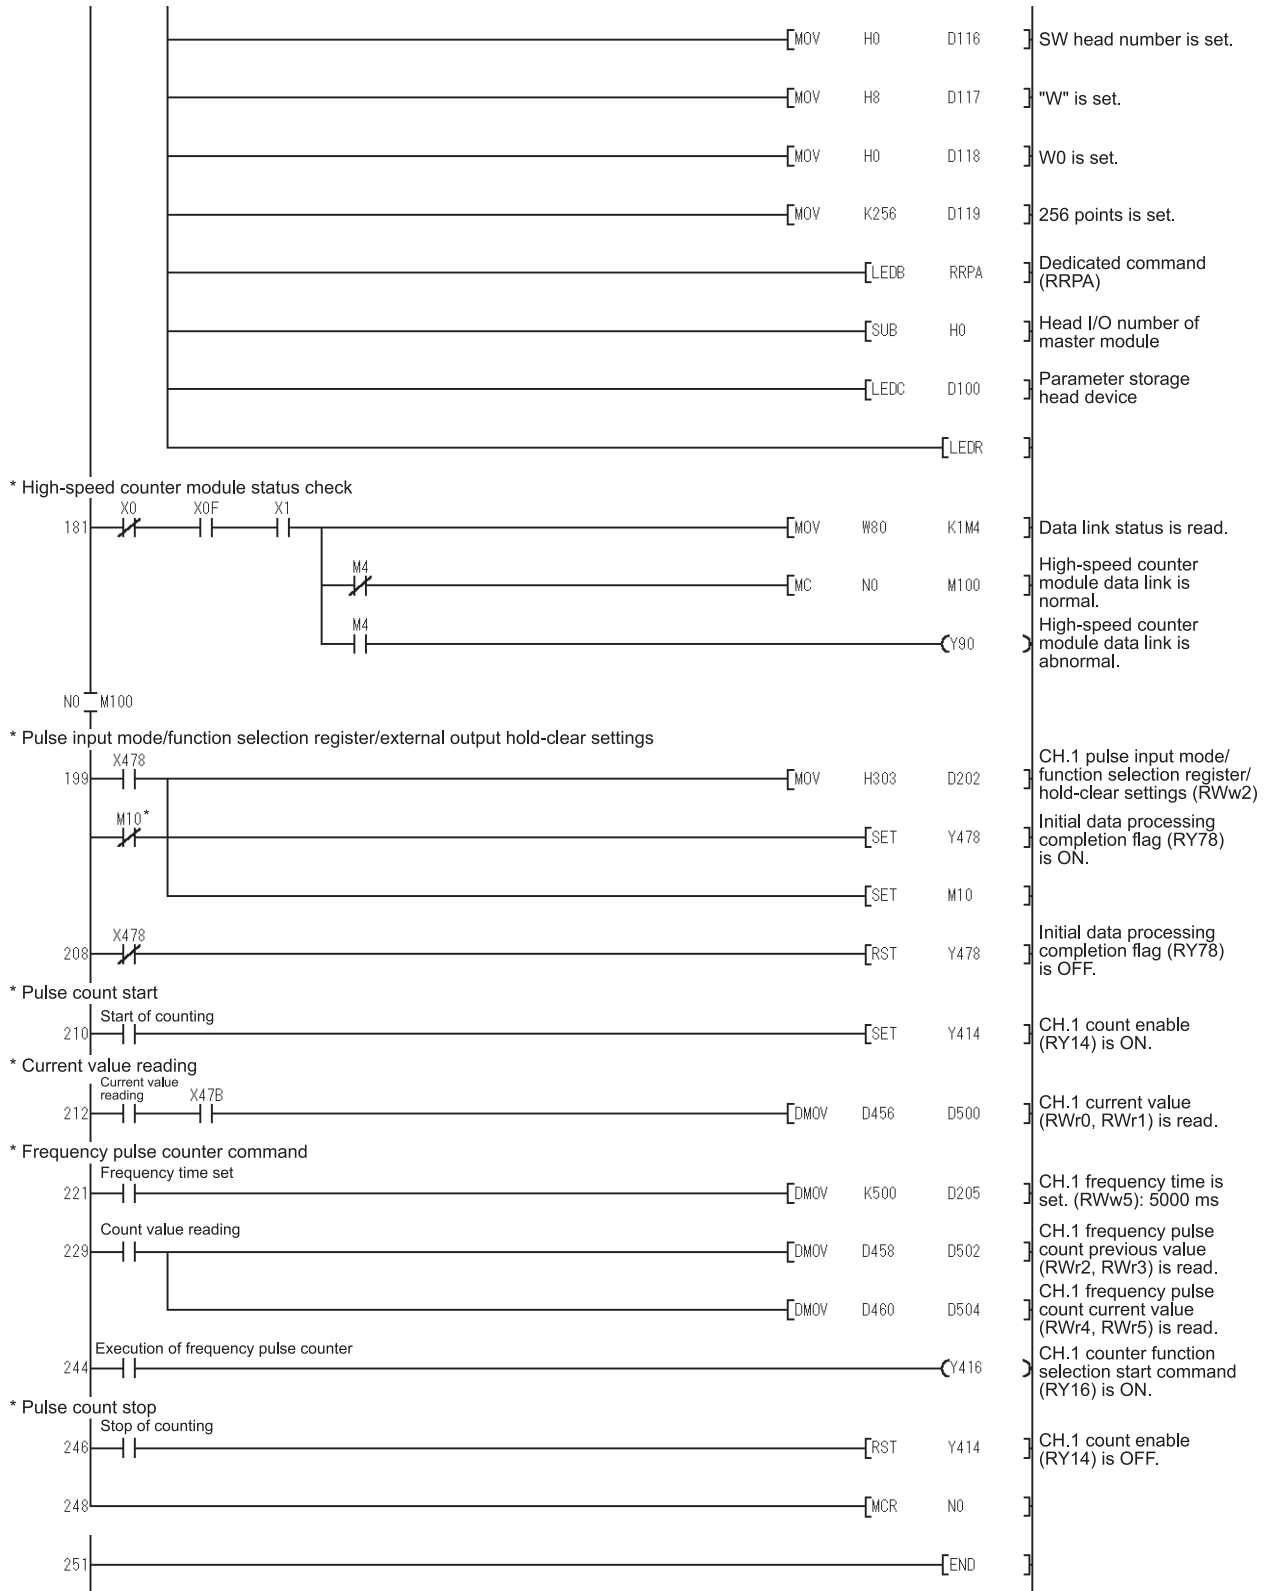 MOV H0 D116 SW head number is set.
MOV H8 D117 "W" is set.
MOV H0 D118 W0 is set.
MOV K256 D119 256 points is set.
LEDB RRPA Dedicated command
(RRPA)
SUB H0 Head I/O number of
master module
LEDC D100 Parameter storage
head device
LEDR
* High-speed counter module status check
X0 X0F X1
181 MOV W80 K1M4 Data link status is read.
M4 MC N0 M100 High-speed counter
module data link is
normal.
M4 Y90 High-speed counter
module data link is
abnormal.
N0 M100
* Pulse input mode/function selection register/external output hold-clear settings
X478
199 MOV H303 D202 CH.1 pulse input mode/
function selection register/
hold-clear settings (RWw2)
M10* SET Y478 Initial data processing
completion flag (RY78)
is ON.
SET M10
X478
208 RST Y478 Initial data processing
completion flag (RY78)
is OFF.
* Pulse count start
Start of counting
210 SET Y414 CH.1 count enable
(RY14) is ON.
* Current value reading
Current value
reading X47B
212 DMOV D456 D500 CH.1 current value
(RWr0, RWr1) is read.
* Frequency pulse counter command
Frequency time set
221 DMOV K500 D205 CH.1 frequency time is
set. (RWw5): 5000 ms
Count value reading
229 DMOV D458 D502 CH.1 frequency pulse
count previous value
(RWr2, RWr3) is read.
DMOV D460 D504 CH.1 frequency pulse
count current value
(RWr4, RWr5) is read.
Execution of frequency pulse counter
244 Y416 CH.1 counter function
selection start command
(RY16) is ON.
* Pulse count stop
Stop of counting
246 RST Y414 CH.1 count enable
(RY14) is OFF.
248 MCR N0
251 END